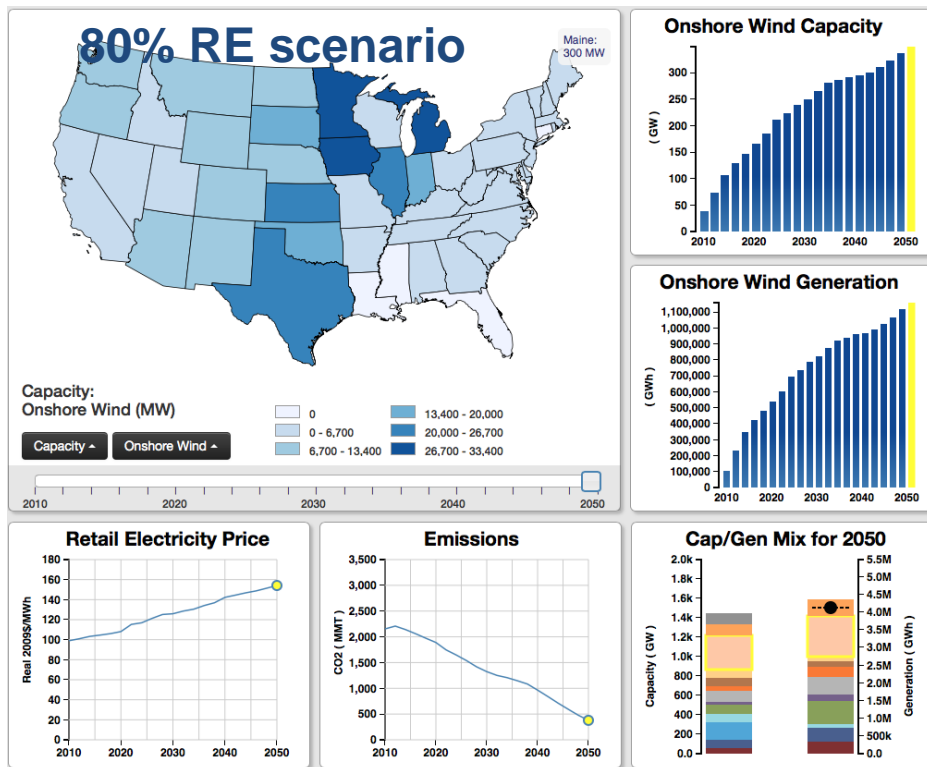 80% RE scenario
Maine:
300 MW
Capacity:
Onshore Wind (MW)
0
0 - 6,700
6,700 - 13,400
13,400 - 20,000
20,000 - 26,700
26,700 - 33,400
Capacity
Onshore Wind
2010
2020
2030
2040
2050
Onshore Wind Capacity
( GW )
300
250
200
150
100
50
0
2010
2020
2030
2040
2050
Onshore Wind Generation
( GWh )
1,100,000
1,000,000
900,000
800,000
700,000
600,000
500,000
400,000
300,000
200,000
100,000
0
2010
2020
2030
2040
2050
Retail Electricity Price
Real 2009$/MWh
180
160
140
120
100
80
60
40
20
0
2010
2020
2030
2040
2050
Emissions
CO2 ( MMT )
3,500
3,000
2,500
2,000
1,500
1,000
500
0
2010
2020
2030
2040
2050
Cap/Gen Mix for 2050
Capacity ( GW )
2.0k
1.8k
1.6k
1.4k
1.2k
1.0k
800
600
400
200
0.0
5.5M
5.0M
4.5M
4.0M
3.5M
3.0M
2.5M
2.0M
1.5M
1.0M
500k
0.0
Generation ( GWh )